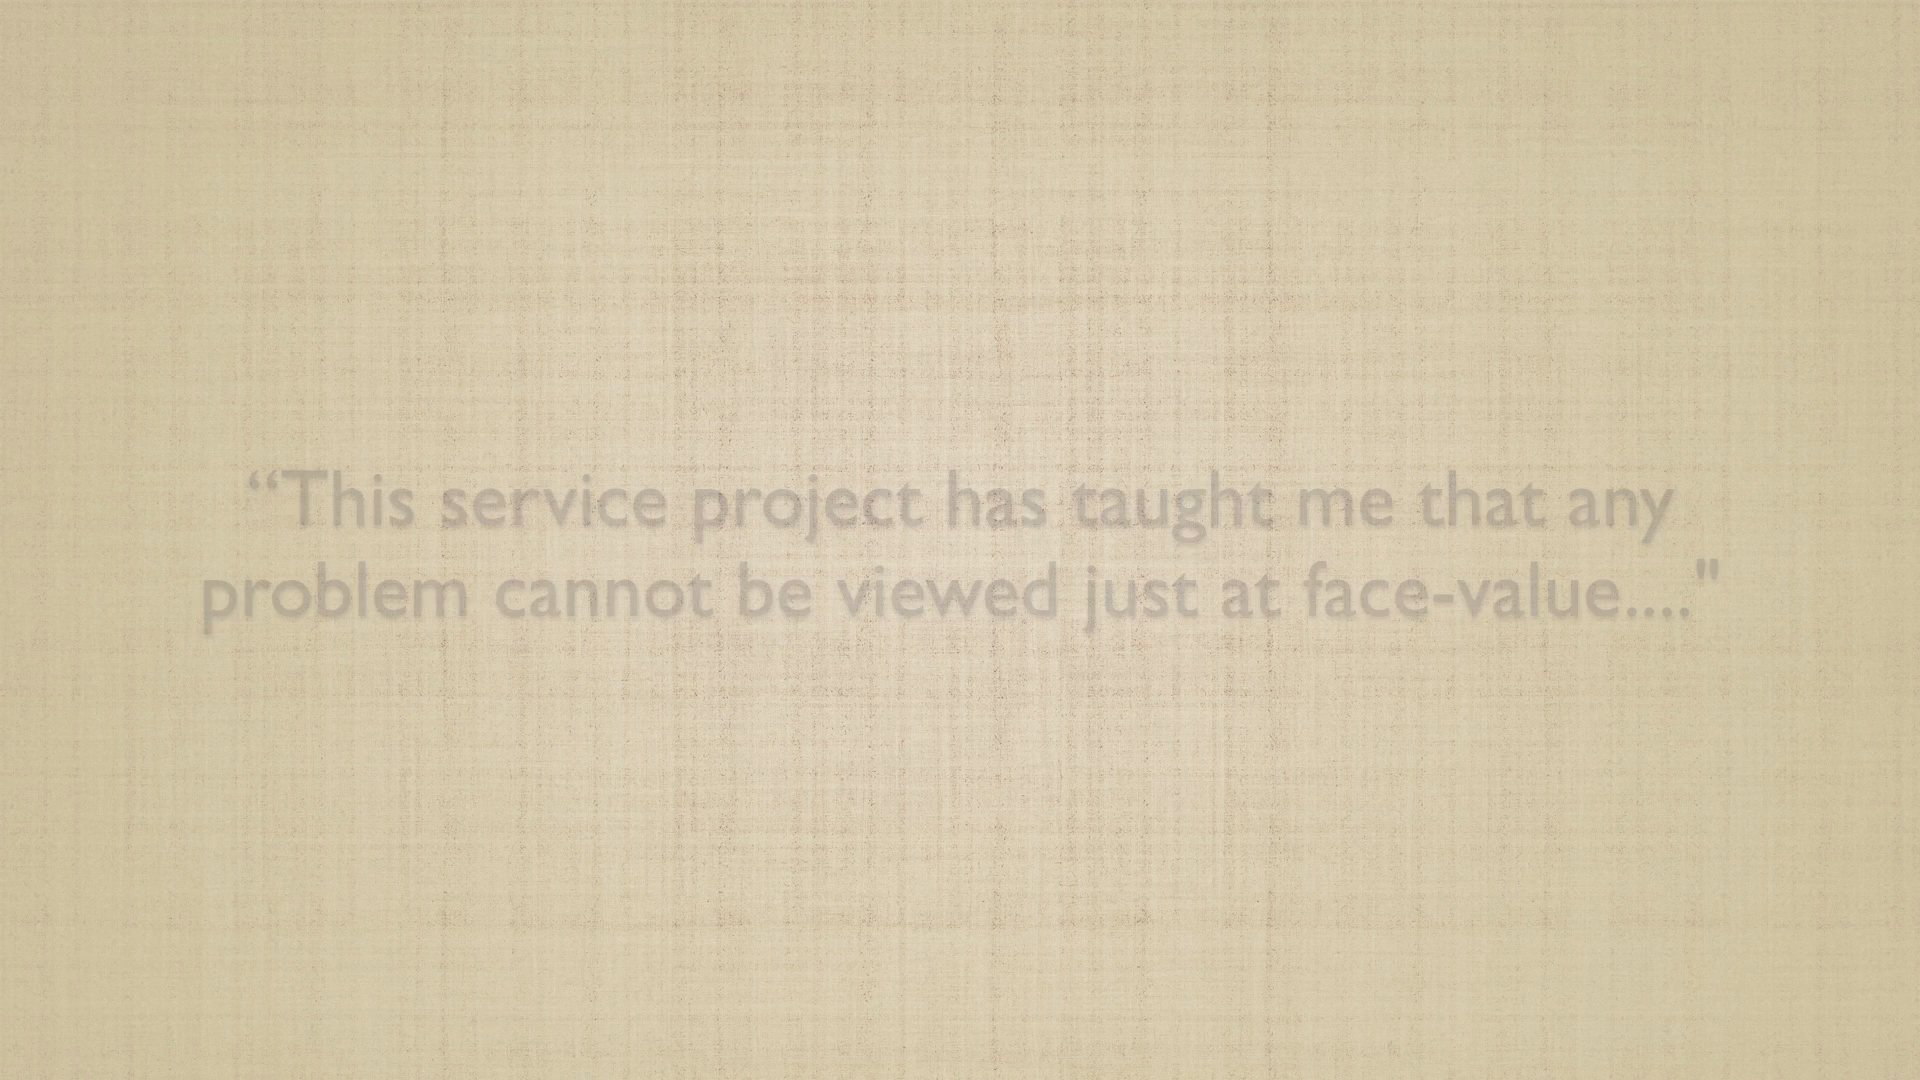 “This service project has taught me that any
problem cannot be viewed just at face-value...."